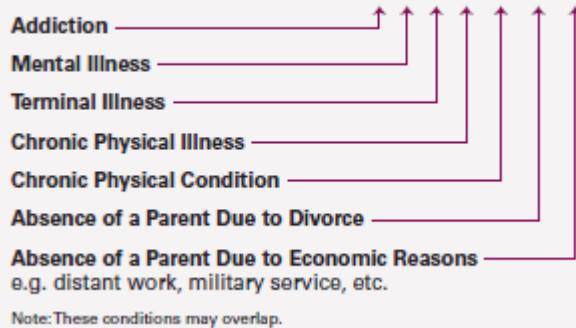 Addiction
Mental Illness
Terminal Illness
Chronic Physical Illness
Chronic Physical Condition
Absence of a Parent Due to Divorce
Absence of a Parent Due to Economic Reasons
e.g. distant work, military service, etc.
Note: These conditions may overlap.